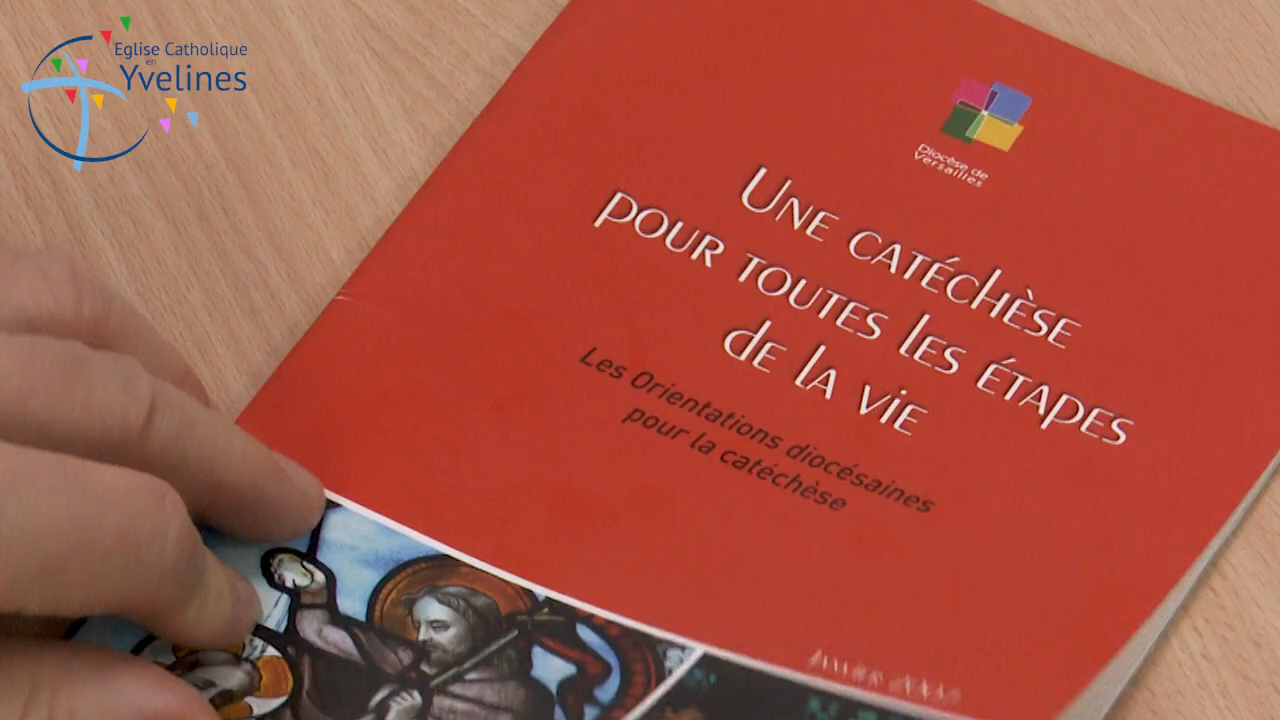 Eglise Catholique
en
Yvelines
Diocèse de
Versailles
Une catéchèse
pour toutes les étapes
de la vie
Les Orientations diocésaines
pour la catéchèse